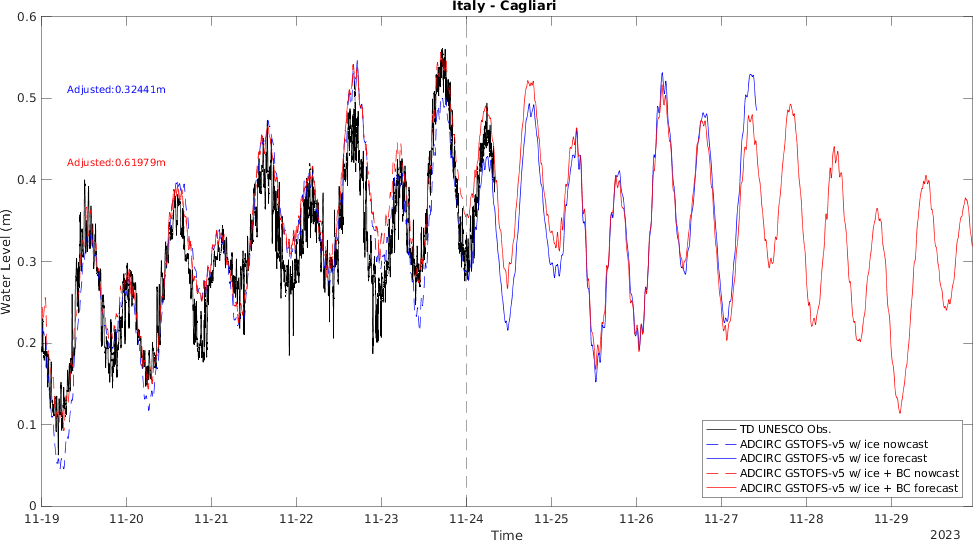 Italy - Cagliari
0.6
0.5
0.4
0.3
0.2
0.1
0
Water Level (m)
Adjusted:0.32441m
Adjusted:0.61979m
TD UNESCO Obs.
ADCIRC GSTOFS-v5 w/ ice nowcast
ADCIRC GSTOFS-v5 w/ ice forecast
ADCIRC GSTOFS-v5 w/ ice + BC nowcast
ADCIRC GSTOFS-v5 w/ ice + BC forecast
11-19 11-20 11-21 11-22 11-23 11-24 11-25 11-26 11-27 11-28 11-29
Time
2023